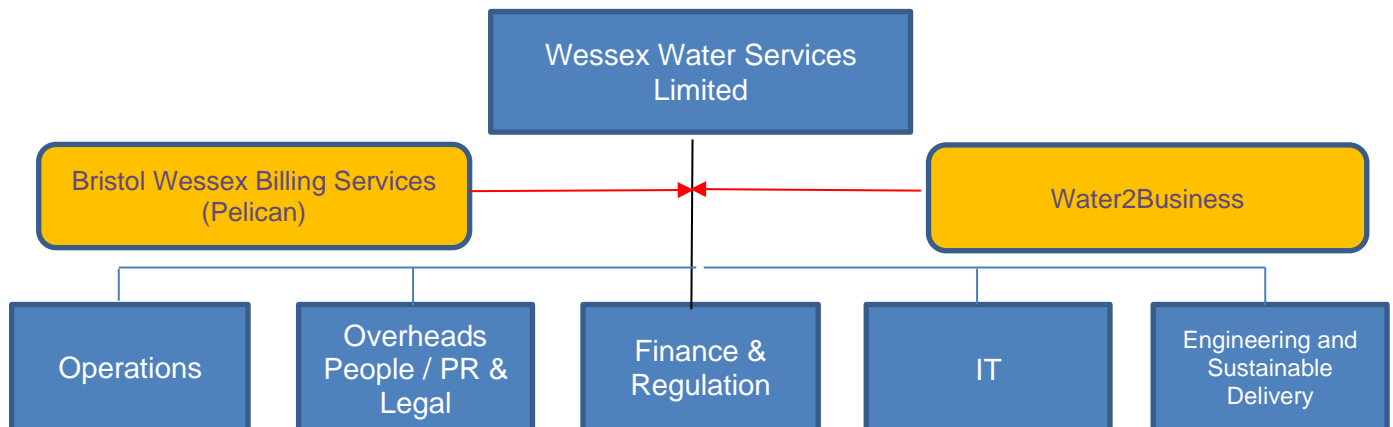 Wessex Water Services
Limited
Bristol Wessex Billing Services
(Pelican)
Water2Business
Operations
Overheads
People / PR &
Legal
Finance &
Regulation
IT
Engineering and
Sustainable
Delivery